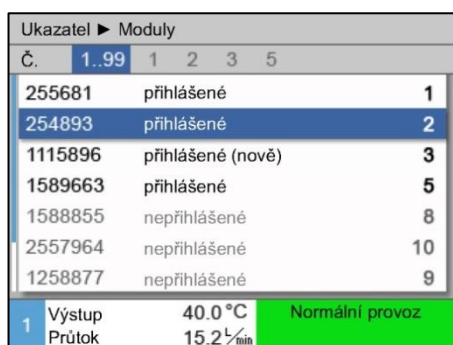 Ukazatel ► Moduly
Č. 1..99 1 2 3 5
255681 přihlášené 1
254893 přihlášené 2
1115896 přihlášené (nově) 3
1589663 přihlášené 5
1588855 nepřihlášené 8
2557964 nepřihlášené 10
1258877 nepřihlášené 9
1 Výstup 40.0 °C Normální provoz
Průtok 15.2 L/min